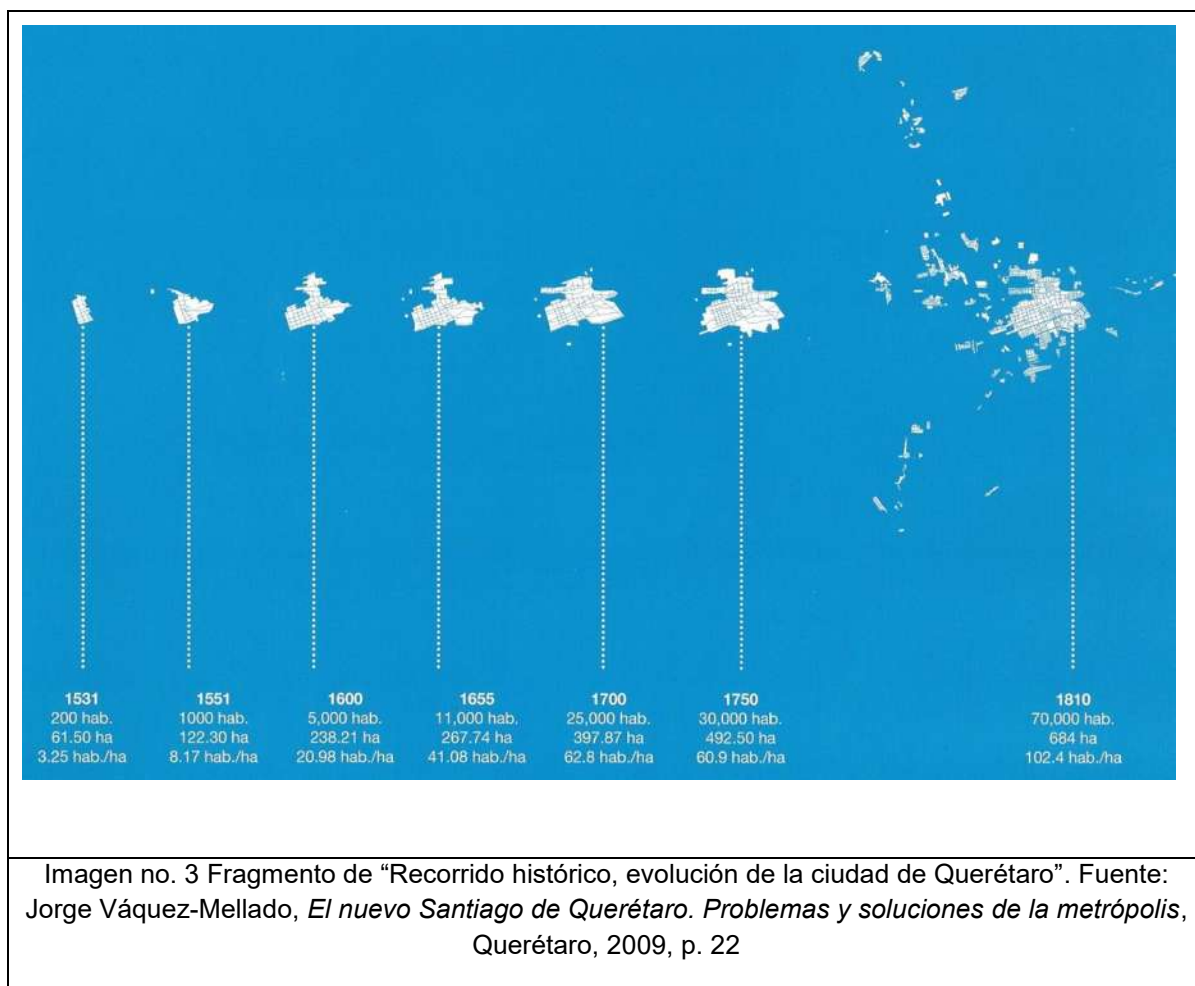 1531
200 hab.
61.50 ha
3.25 hab./ha
1551
1000 hab.
122.30 ha
8.17 hab./ha
1600
5,000 hab.
238.21 ha
20.98 hab./ha
1655
11,000 hab.
267.74 ha
41.08 hab./ha
1700
25,000 hab.
397.87 ha
62.8 hab./ha
1750
30,000 hab.
492.50 ha
60.9 hab./ha
1810
70,000 hab.
684 ha
102.4 hab./ha
Imagen no. 3 Fragmento de “Recorrido histórico, evolución de la ciudad de Querétaro”. Fuente:
Jorge Váquez-Mellado, El nuevo Santiago de Querétaro. Problemas y soluciones de la metrópolis,
Querétaro, 2009, p. 22